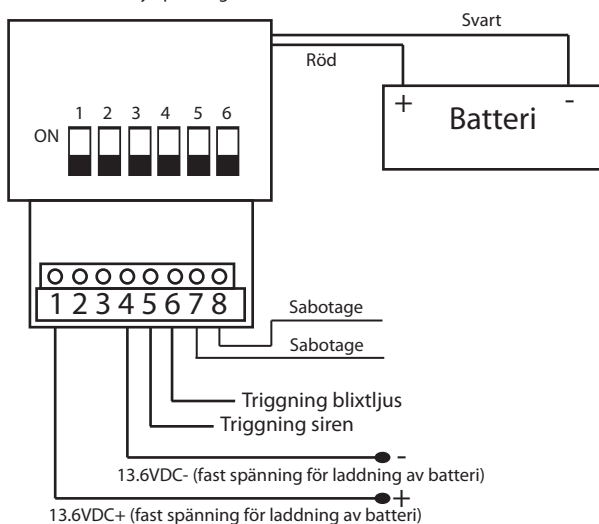 Svart
Röd
+ -
Batteri
1 2 3 4 5 6
ON
1 2 3 4 5 6 7 8
Sabotage
Sabotage
Triggning blixtljus
Triggning siren
-
13.6VDC- (fast spänning för laddning av batteri)
+
13.6VDC+ (fast spänning för laddning av batteri)